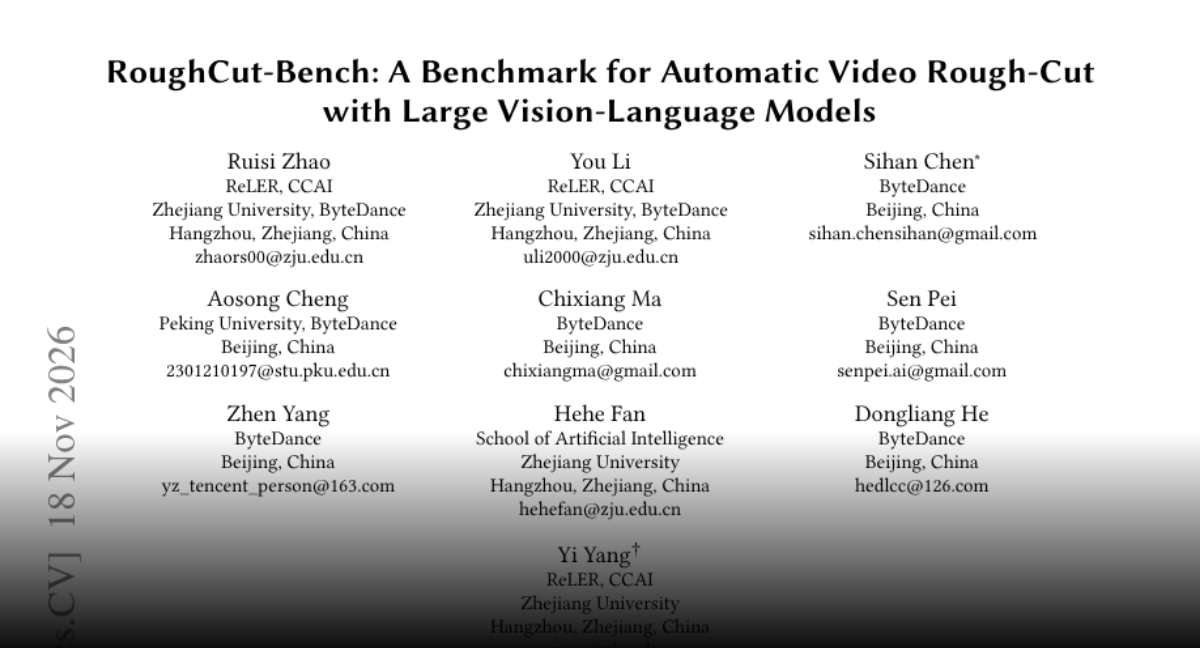 RoughCut-Bench: A Benchmark for Automatic Video Rough-Cut
with Large Vision-Language Models
Ruisi Zhao
ReLER, CCAI
Zhejiang University, ByteDance
Hangzhou, Zhejiang, China
zhaors00@zju.edu.cn
You Li
ReLER, CCAI
Zhejiang University, ByteDance
Hangzhou, Zhejiang, China
uli2000@zju.edu.cn
Sihan Chen*
ByteDance
Beijing, China
sihan.chensihan@gmail.com
Aosong Cheng
Peking University, ByteDance
Beijing, China
2301210197@stu.pku.edu.cn
Chixiang Ma
ByteDance
Beijing, China
chixiangma@gmail.com
Sen Pei
ByteDance
Beijing, China
senpei.ai@gmail.com
Zhen Yang
ByteDance
Beijing, China
yz_tencent_person@163.com
Hehe Fan
School of Artificial Intelligence
Zhejiang University
Hangzhou, Zhejiang, China
hehefan@zju.edu.cn
Dongliang He
ByteDance
Beijing, China
hedlcc@126.com
Yi Yang†
ReLER, CCAI
Zhejiang University
Hangzhou, Zhejiang, China
s.CV] 18 Nov 2026